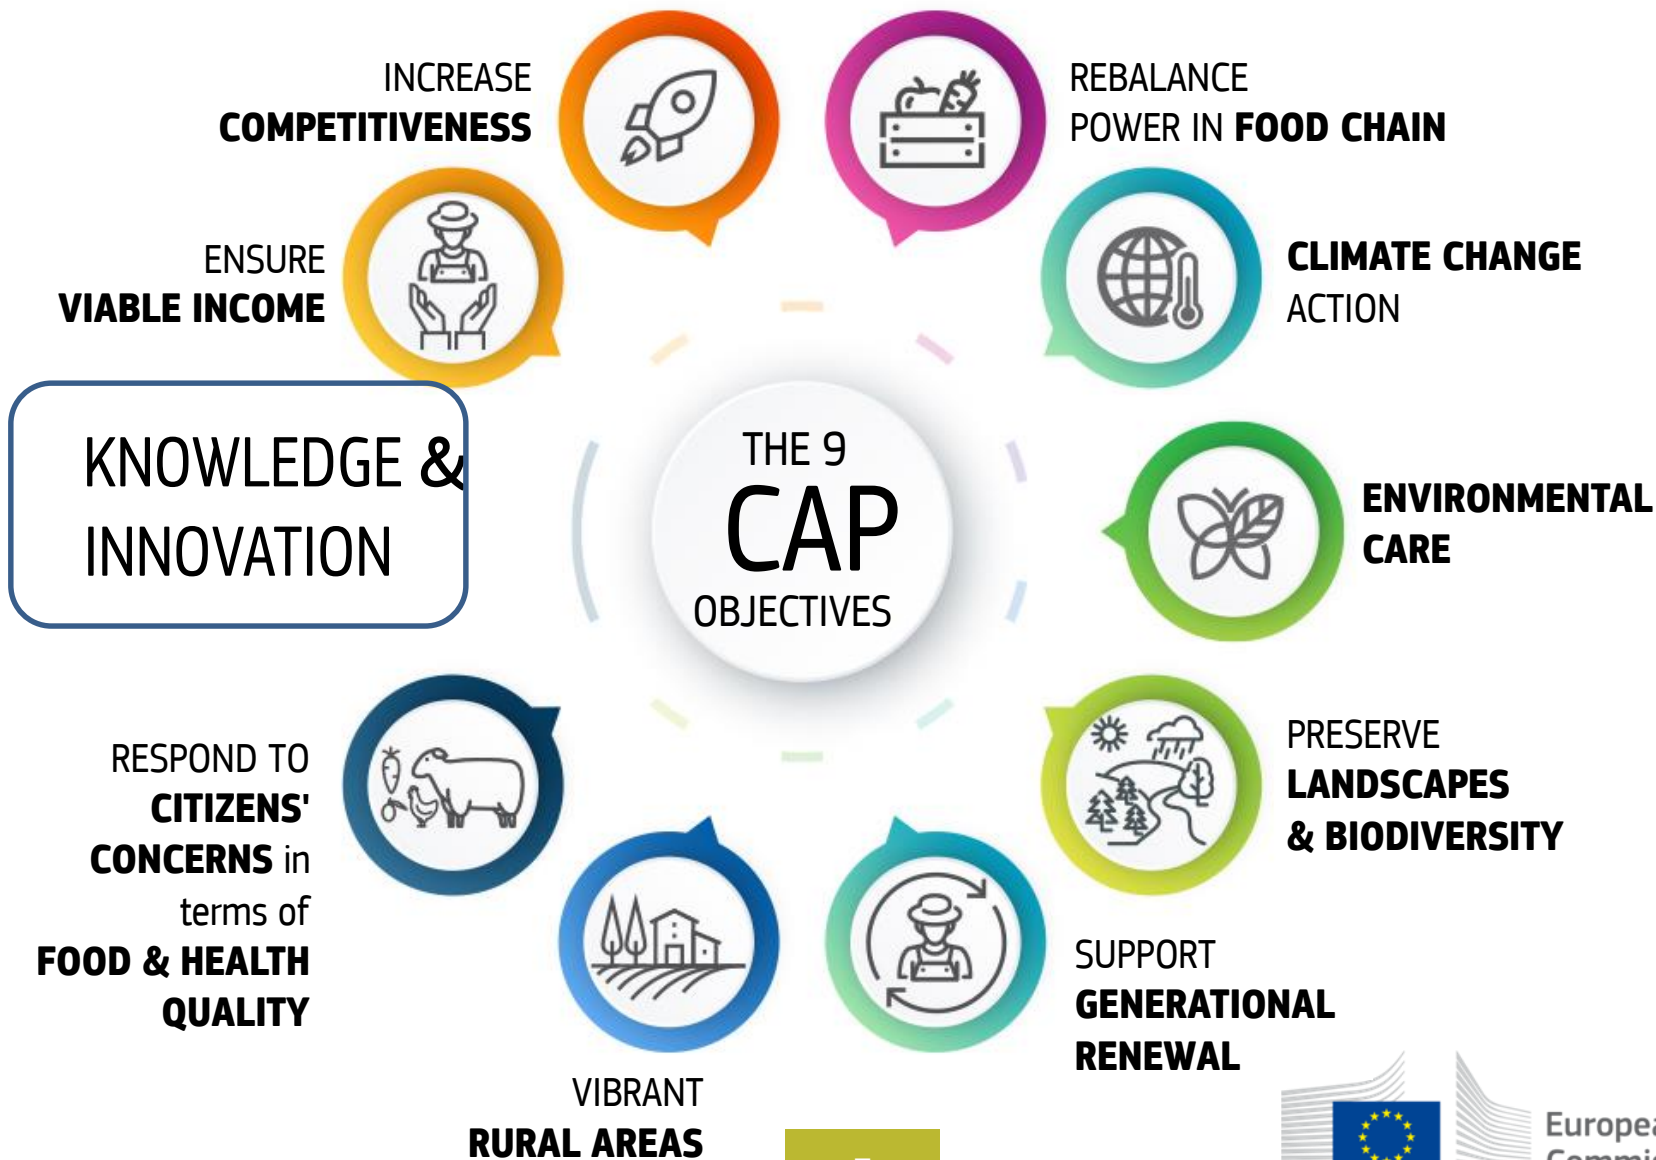 INCREASE
COMPETITIVENESS
REBALANCE
POWER IN FOOD CHAIN
ENSURE
VIABLE INCOME
CLIMATE CHANGE
ACTION
KNOWLEDGE &
INNOVATION
THE 9
CAP
OBJECTIVES
ENVIRONMENTAL
CARE
RESPOND TO
CITIZENS'
CONCERNS in
terms of
FOOD & HEALTH
QUALITY
PRESERVE
LANDSCAPES
& BIODIVERSITY
SUPPORT
GENERATIONAL
RENEWAL
VIBRANT
RURAL AREAS